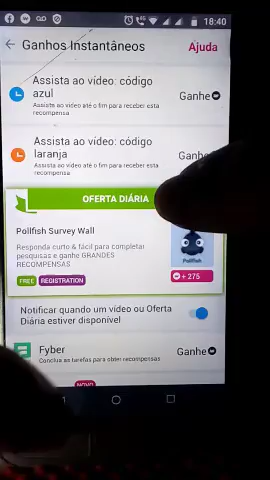 18:40
Ganhos Instantâneos
Ajuda
Assista ao vídeo: código
azul
Ganhe
Assista ao vídeo até o fim para receber esta
recompensa
Assista ao vídeo: código
laranja
Ganhe
Assista ao vídeo até o fim para receber esta
recompensa
OFERTA DIÁRIA
Pollfish Survey Wall
Responda curto & fácil para completar
pesquisas e ganhe GRANDES
RECOMPENSAS
Pollfish
FREE REGISTRATION
+ 275
Notificar quando um vídeo ou Oferta
Diária estiver disponível
Fyber
Ganhe
Conclua as tarefas para obter recompensas
NOVO